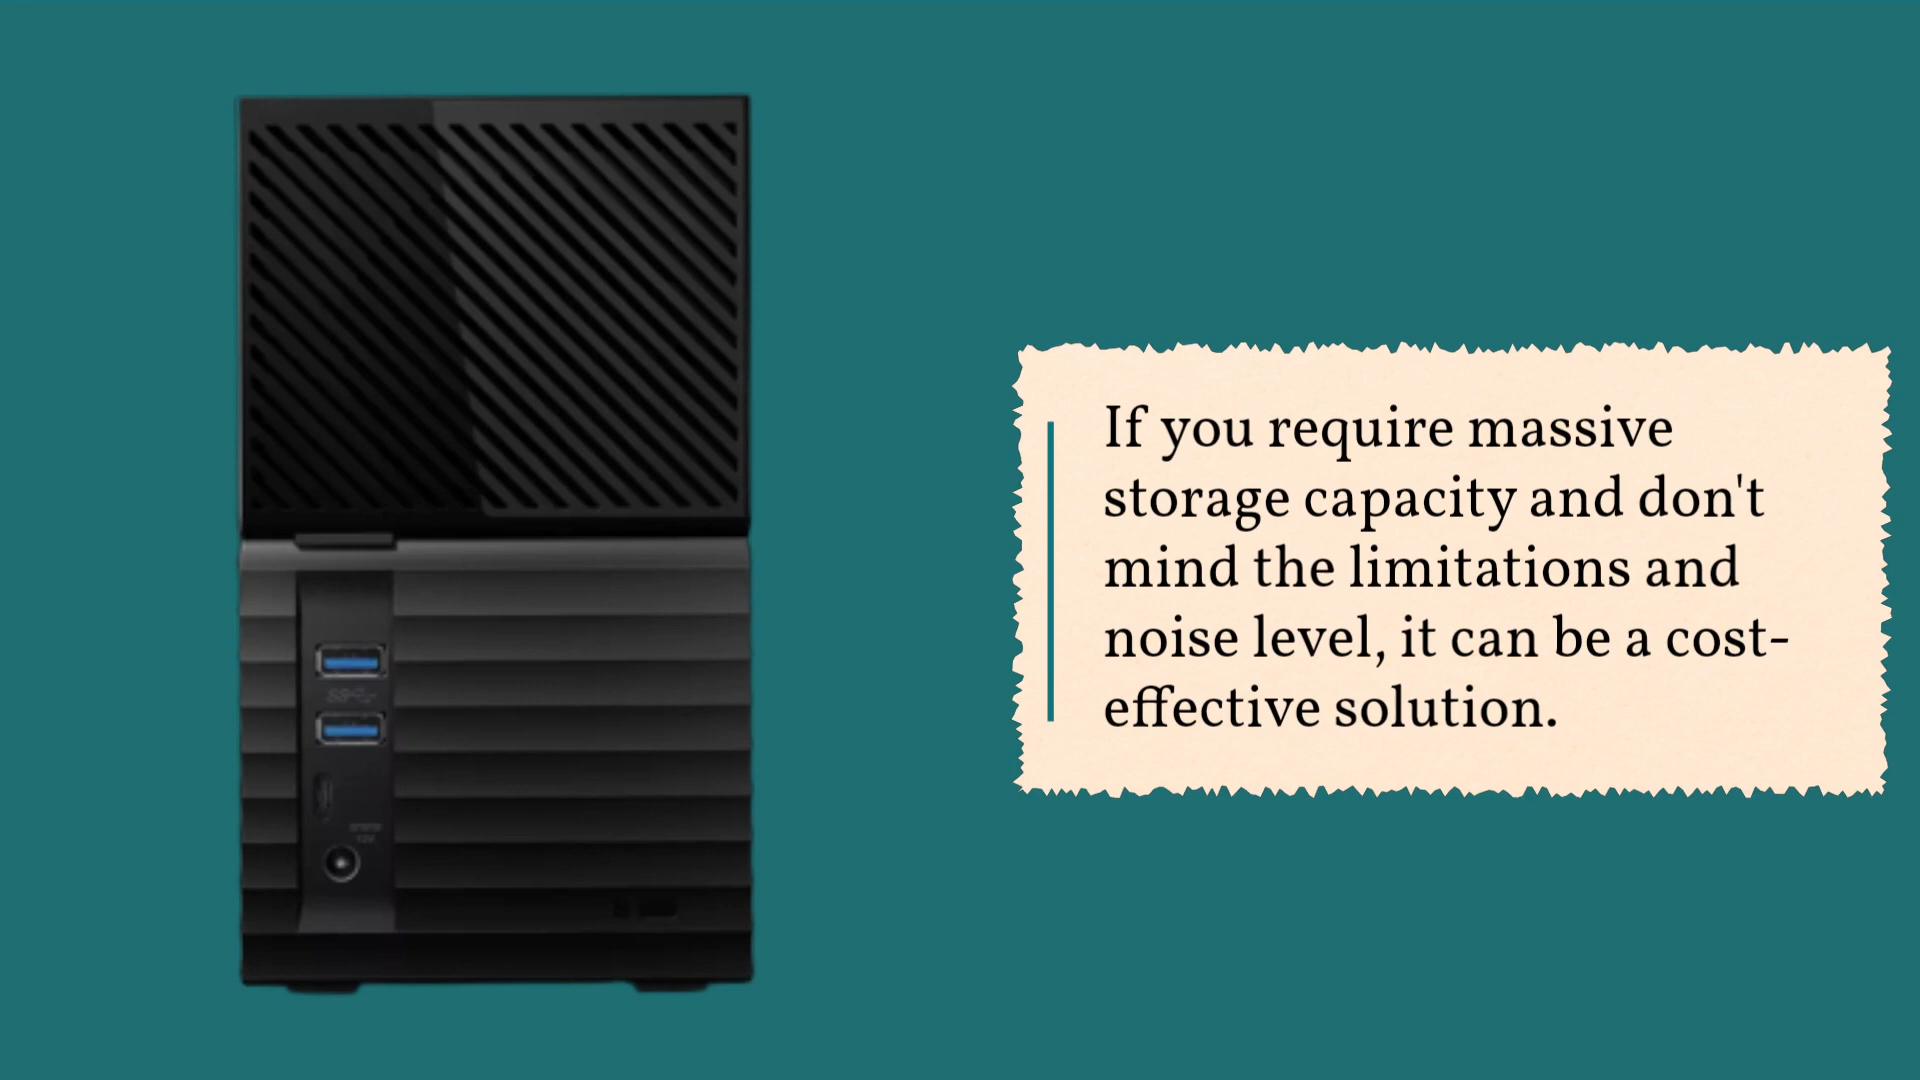 If you require massive
storage capacity and don't
mind the limitations and
noise level, it can be a cost-
effective solution.
12V